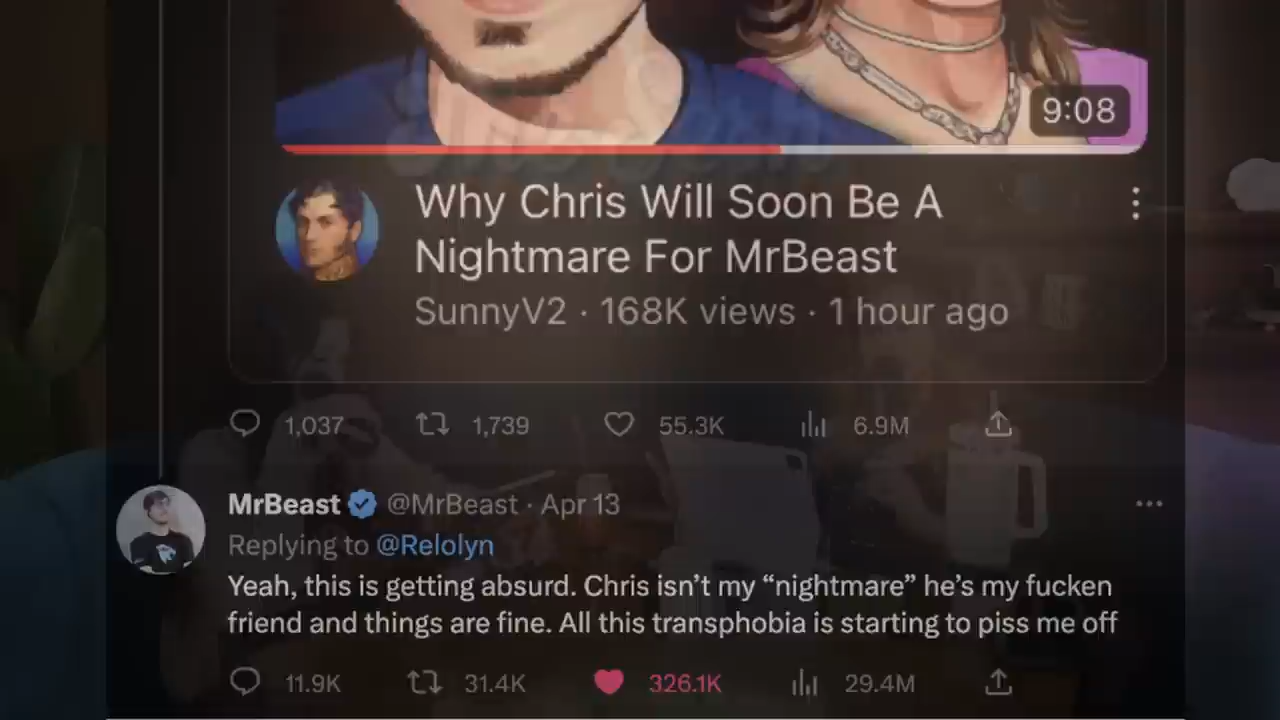 9:08
Why Chris Will Soon Be A
Nightmare For MrBeast
SunnyV2 · 168K views · 1 hour ago
1,037 1,739 55.3K 6.9M
MrBeast @MrBeast · Apr 13
Replying to @Relolyn
Yeah, this is getting absurd. Chris isn’t my “nightmare” he’s my fucken
friend and things are fine. All this transphobia is starting to piss me off
11.9K 31.4K 326.1K 29.4M